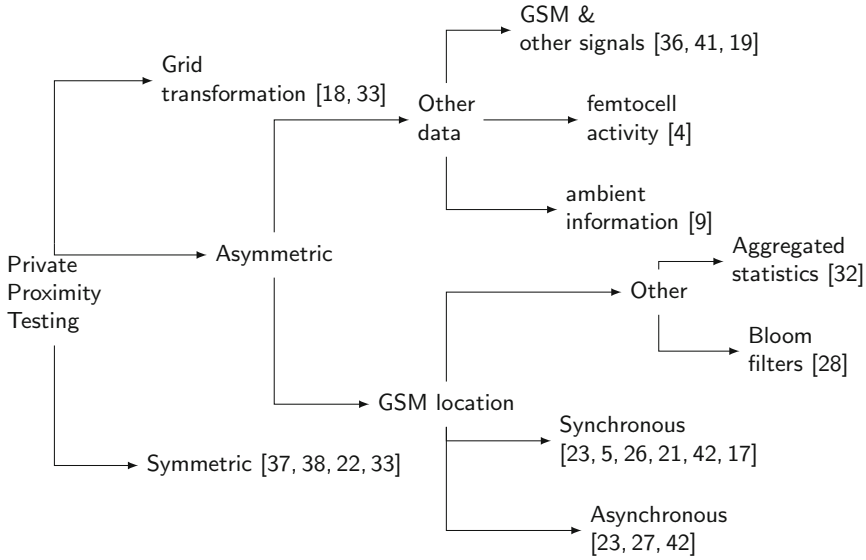 GSM &
other signals [36, 41, 19]
Grid
transformation [18, 33]
Other
data
femtocell
activity [4]
ambient
information [9]
Private
Proximity
Testing
Asymmetric
Aggregated
statistics [32]
Other
Bloom
filters [28]
GSM location
Synchronous
[23, 5, 26, 21, 42, 17]
Symmetric [37, 38, 22, 33]
Asynchronous
[23, 27, 42]